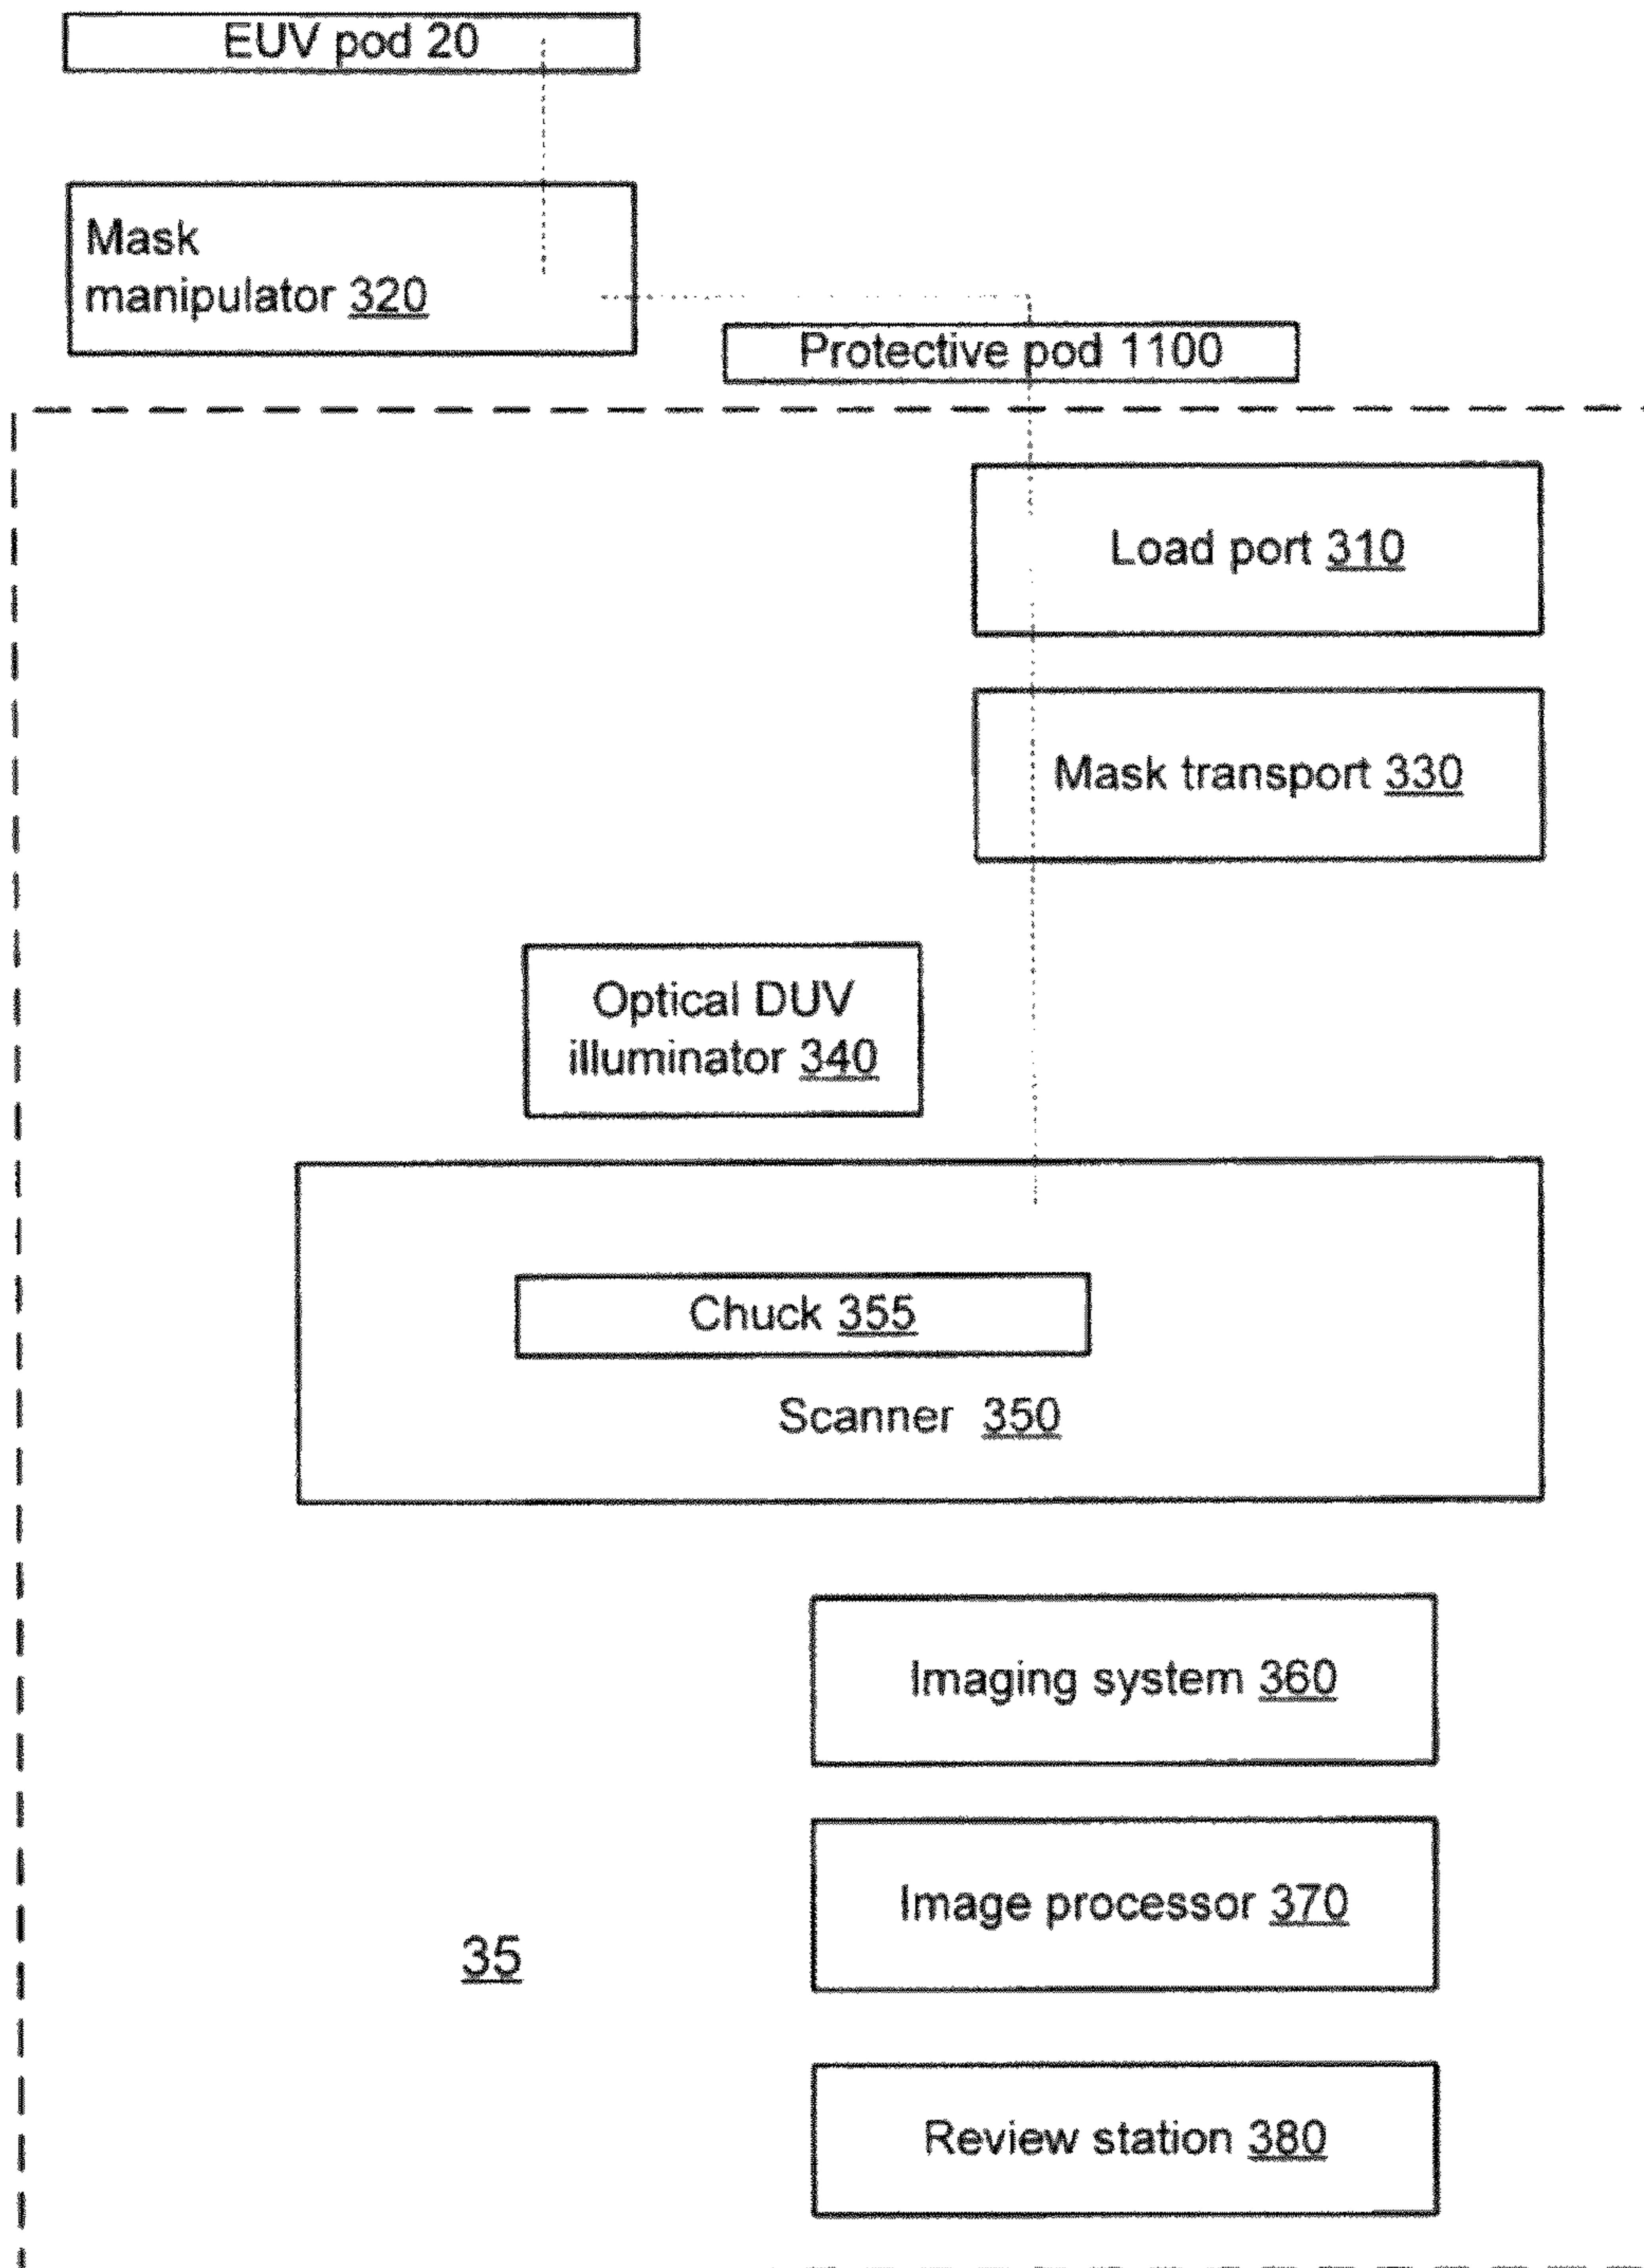 EUV pod 20
Mask
manipulator 320
Protective pod 1100
Load port 310
Mask transport 330
Optical DUV
illuminator 340
Chuck 355
Scanner 350
Imaging system 360
Image processor 370
35
Review station 380